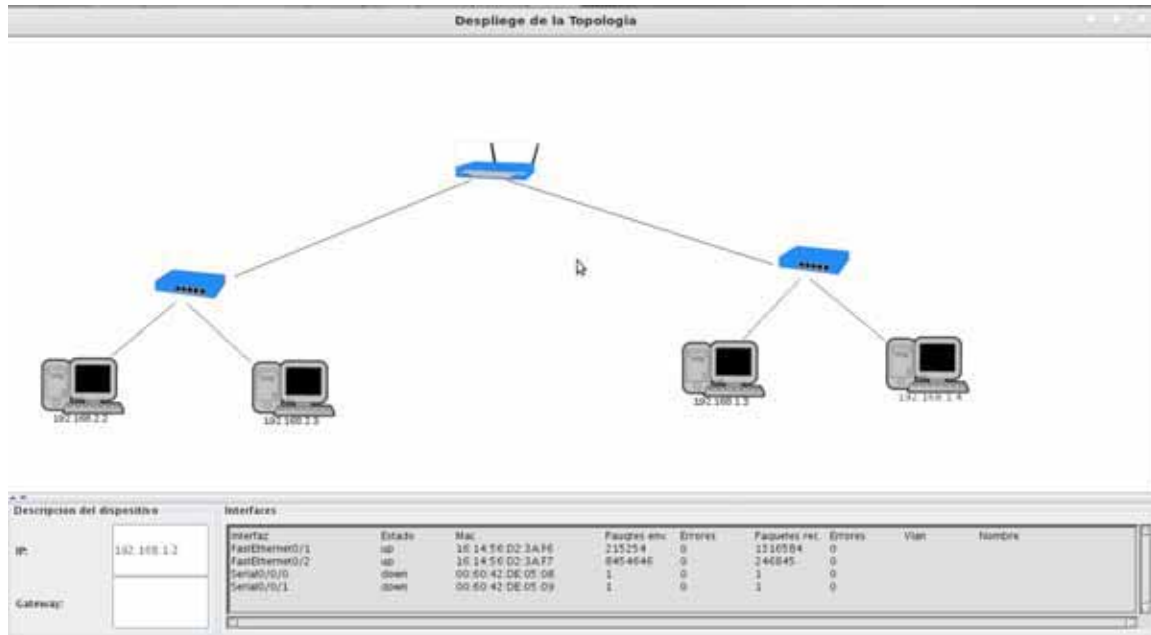 Despliege de la Topologia
192.168.2.2
192.168.2.3
192.168.1.3
192.168.1.4
Descripcion del dispositivo
IP:
192.168.1.2
Gateway:
Interfaces
Interfaz Estado Mac Errores Paquetes rec. Errores Vlan Nombre
FastEthernet0/1 up 16:14:56:D2:3A:F6 215254 0 1316584 0
FastEthernet0/2 up 16:14:56:D2:3A:F7 8454646 0 246845 0
Serial0/0/0 down 00:60:42:DE:05:08 1 0 1 0
Serial0/0/1 down 00:60:42:DE:05:09 1 0 1 0